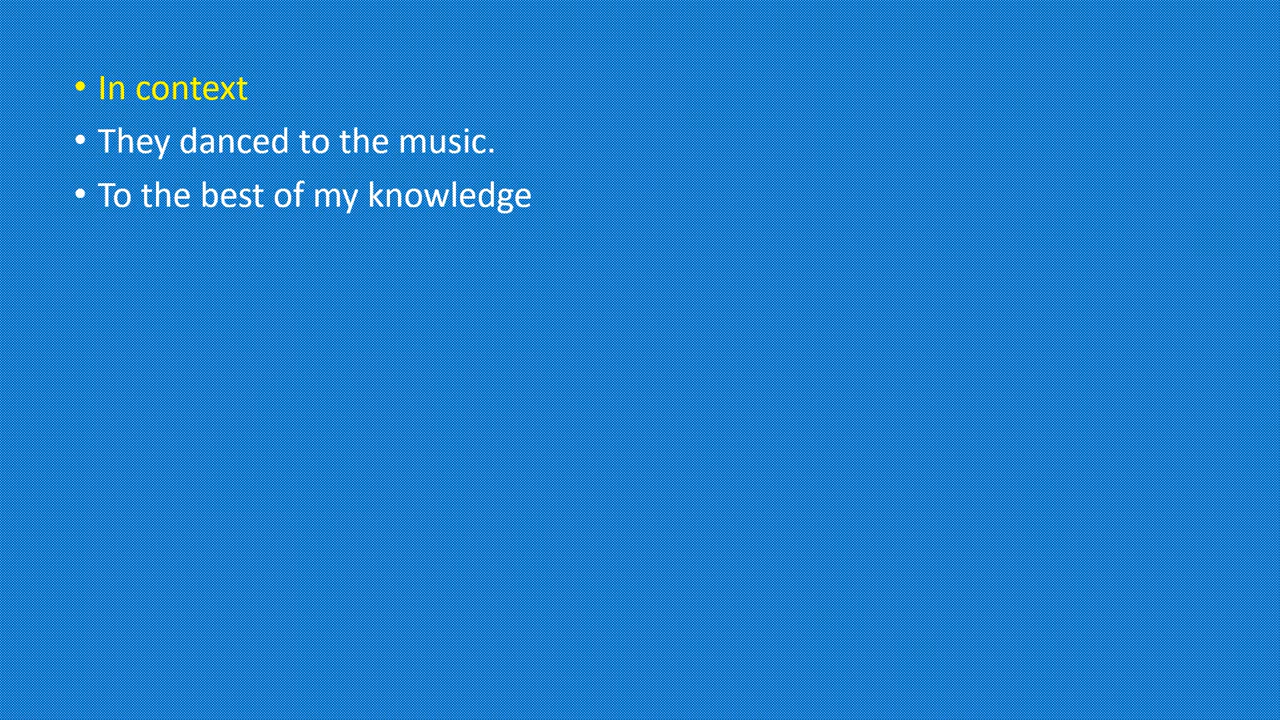 • In context
• They danced to the music.
• To the best of my knowledge